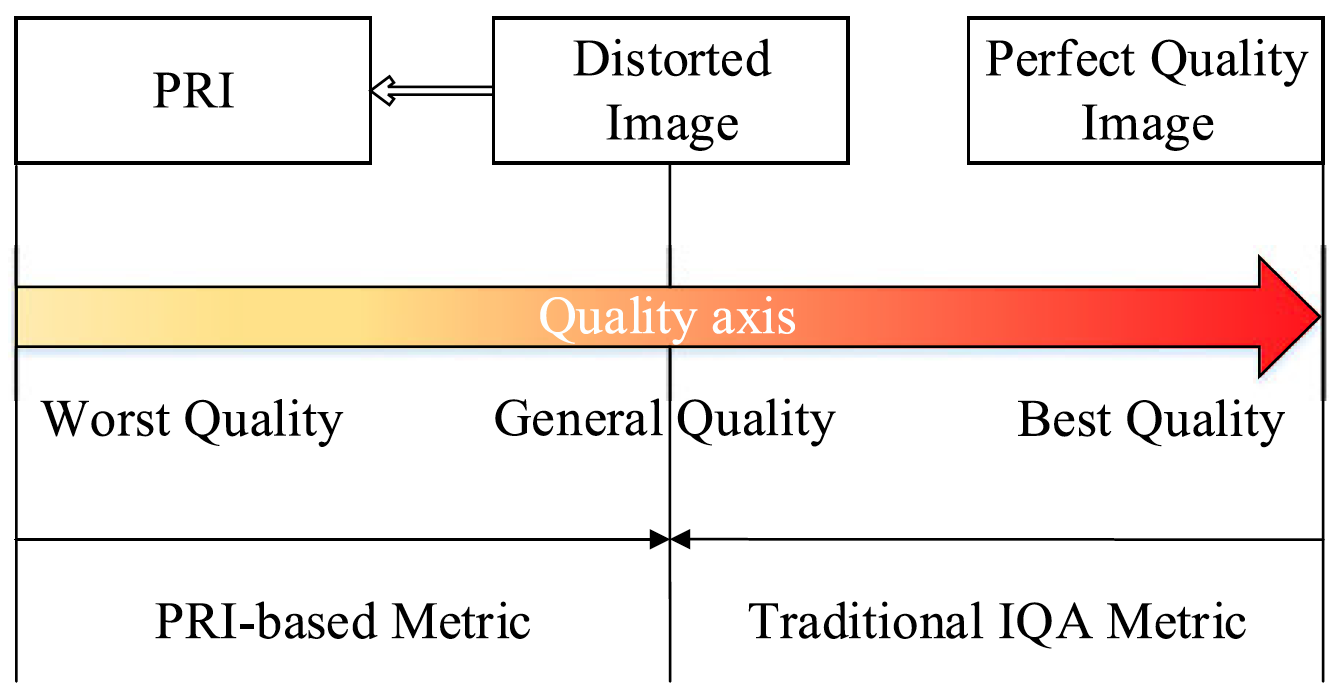 PRI
Distorted
Image
Perfect Quality
Image
Quality axis
Worst Quality
General Quality
Best Quality
PRI-based Metric
Traditional IQA Metric